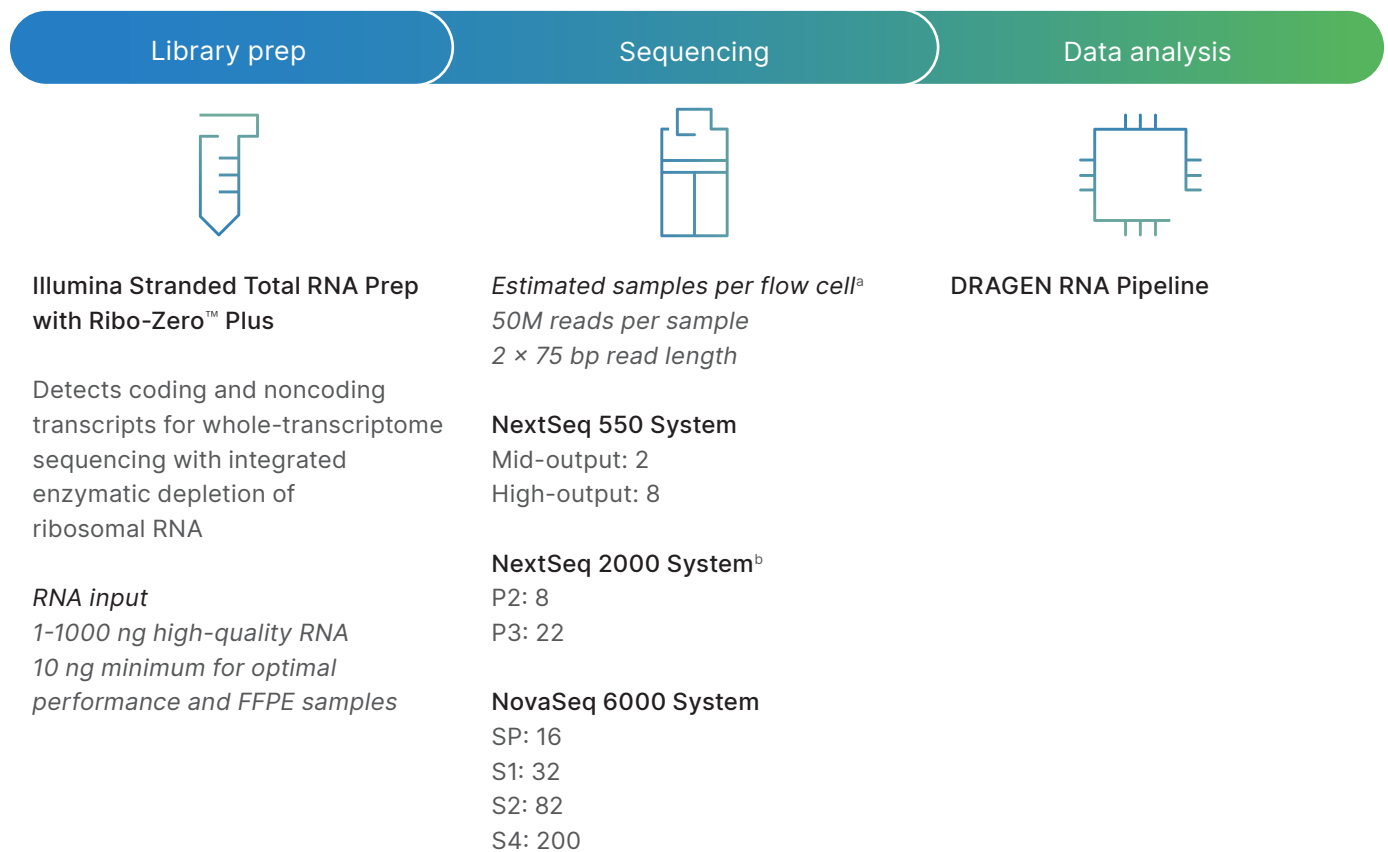 Library prep
Sequencing
Data analysis
Illumina Stranded Total RNA Prep
with Ribo-Zero™ Plus
Detects coding and noncoding
transcripts for whole-transcriptome
sequencing with integrated
enzymatic depletion of
ribosomal RNA
RNA input
1-1000 ng high-quality RNA
10 ng minimum for optimal
performance and FFPE samples
Estimated samples per flow cellᵃ
50M reads per sample
2 × 75 bp read length
NextSeq 550 System
Mid-output: 2
High-output: 8
NextSeq 2000 Systemᵇ
P2: 8
P3: 22
NovaSeq 6000 System
SP: 16
S1: 32
S2: 82
S4: 200
DRAGEN RNA Pipeline